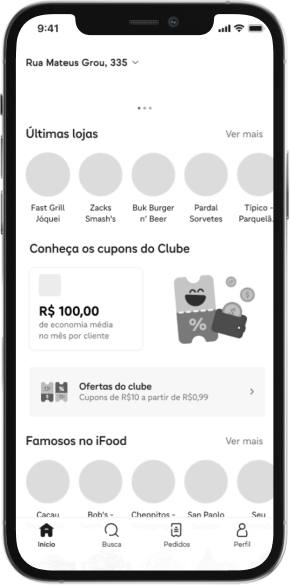 9:41
Rua Mateus Grou, 335
Últimas lojas
Ver mais
Fast Grill
Jóquei
Zacks
Smash's
Buk Burger
n' Beer
Pardal
Sorvetes
Típico -
Parquelâ
Conheça os cupons do Clube
R$ 100,00
de economia média
no mês por cliente
%
Ofertas do clube
Cupons de R$10 a partir de R$0,99
Famosos no iFood
Ver mais
Cacau
Bob's -
San Paolo
Seu
Início
Busca
Pedidos
Perfil